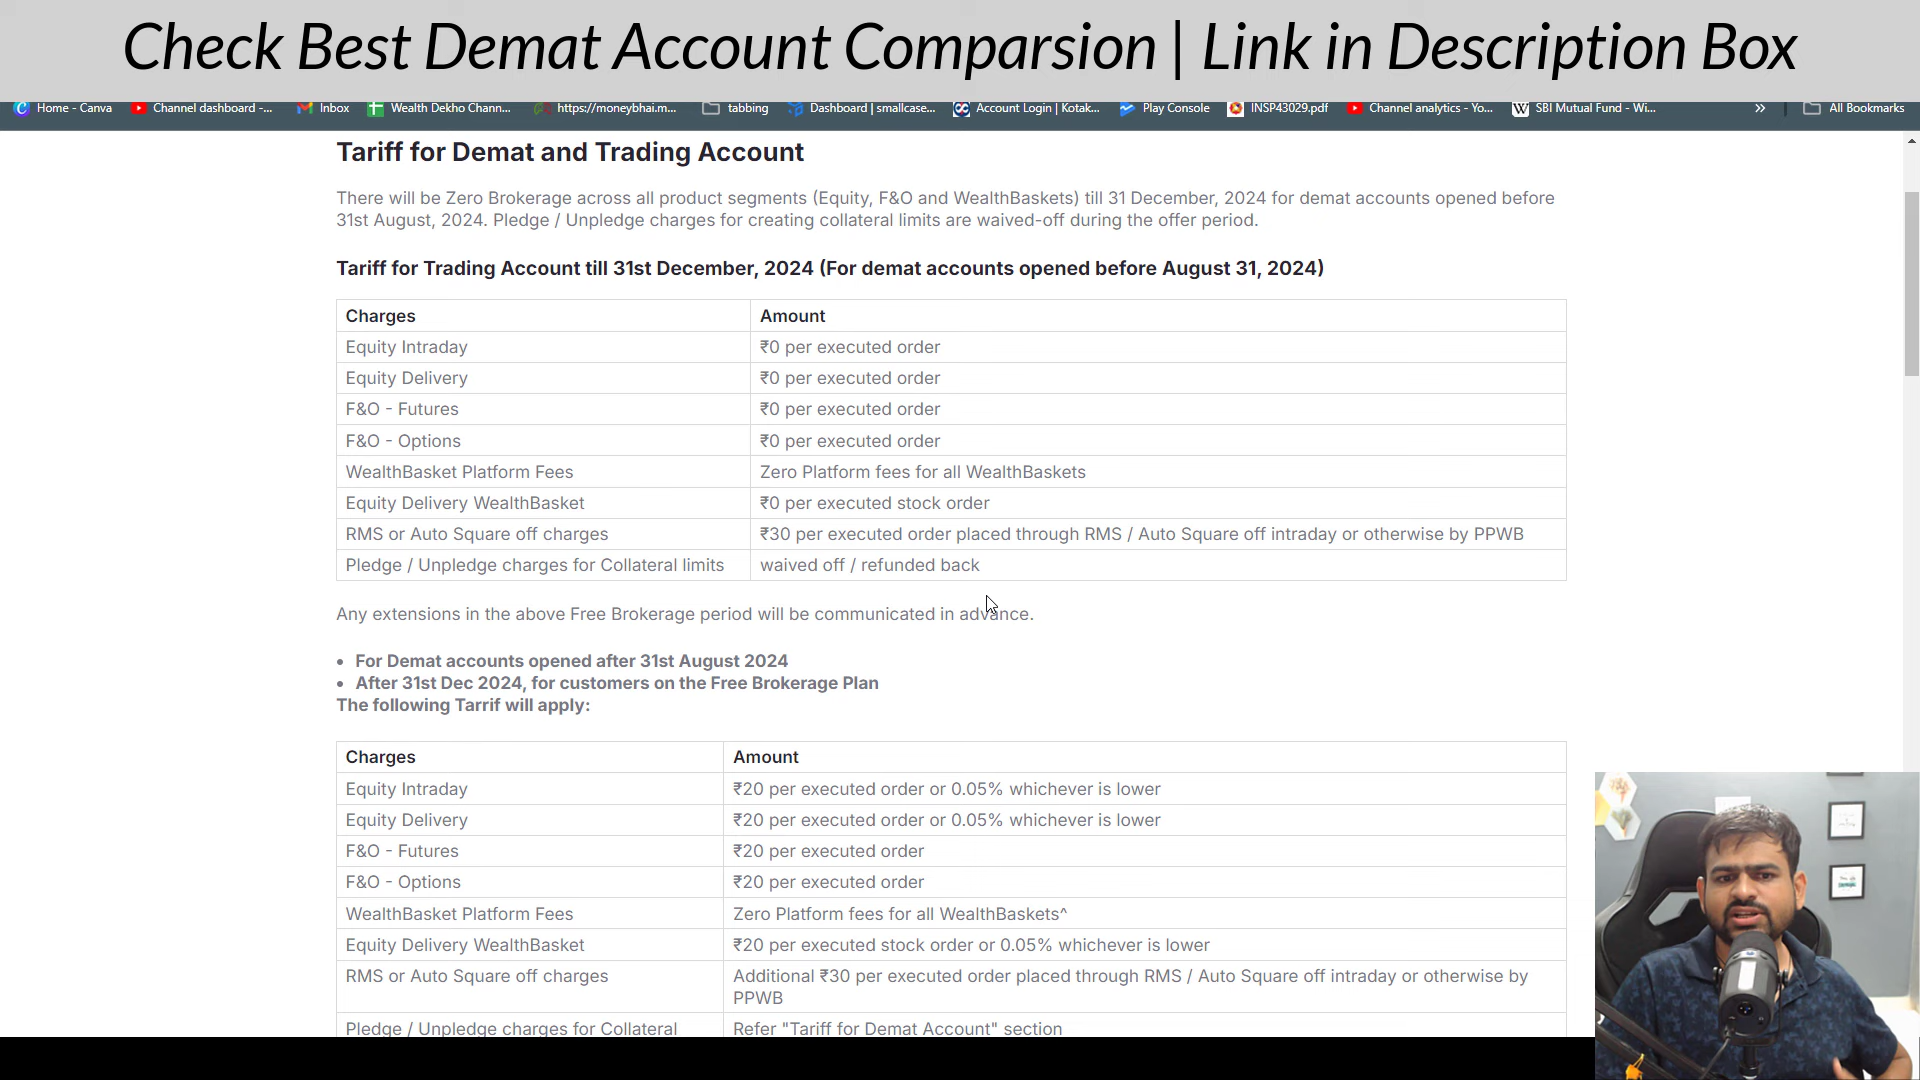 Check Best Demat Account Comparsion | Link in Description Box
Home - Canva Channel dashboard -... Inbox Wealth Dekho Chann... https://moneybhai.m... tabbing Dashboard | smallcase... Account Login | Kotak... Play Console INSP43029.pdf Channel analytics - Yo... SBI Mutual Fund - Wi... » All Bookmarks
Tariff for Demat and Trading Account
There will be Zero Brokerage across all product segments (Equity, F&O and WealthBaskets) till 31 December, 2024 for demat accounts opened before
31st August, 2024. Pledge / Unpledge charges for creating collateral limits are waived-off during the offer period.
Tariff for Trading Account till 31st December, 2024 (For demat accounts opened before August 31, 2024)
Charges Amount
Equity Intraday ₹0 per executed order
Equity Delivery ₹0 per executed order
F&O - Futures ₹0 per executed order
F&O - Options ₹0 per executed order
WealthBasket Platform Fees Zero Platform fees for all WealthBaskets
Equity Delivery WealthBasket ₹0 per executed stock order
RMS or Auto Square off charges ₹30 per executed order placed through RMS / Auto Square off intraday or otherwise by PPWB
Pledge / Unpledge charges for Collateral limits waived off / refunded back
Any extensions in the above Free Brokerage period will be communicated in advance.
• For Demat accounts opened after 31st August 2024
• After 31st Dec 2024, for customers on the Free Brokerage Plan
The following Tarrif will apply:
Charges Amount
Equity Intraday ₹20 per executed order or 0.05% whichever is lower
Equity Delivery ₹20 per executed order or 0.05% whichever is lower
F&O - Futures ₹20 per executed order
F&O - Options ₹20 per executed order
WealthBasket Platform Fees Zero Platform fees for all WealthBaskets^
Equity Delivery WealthBasket ₹20 per executed stock order or 0.05% whichever is lower
RMS or Auto Square off charges Additional ₹30 per executed order placed through RMS / Auto Square off intraday or otherwise by
PPWB
Pledge / Unpledge charges for Collateral Refer "Tariff for Demat Account" section